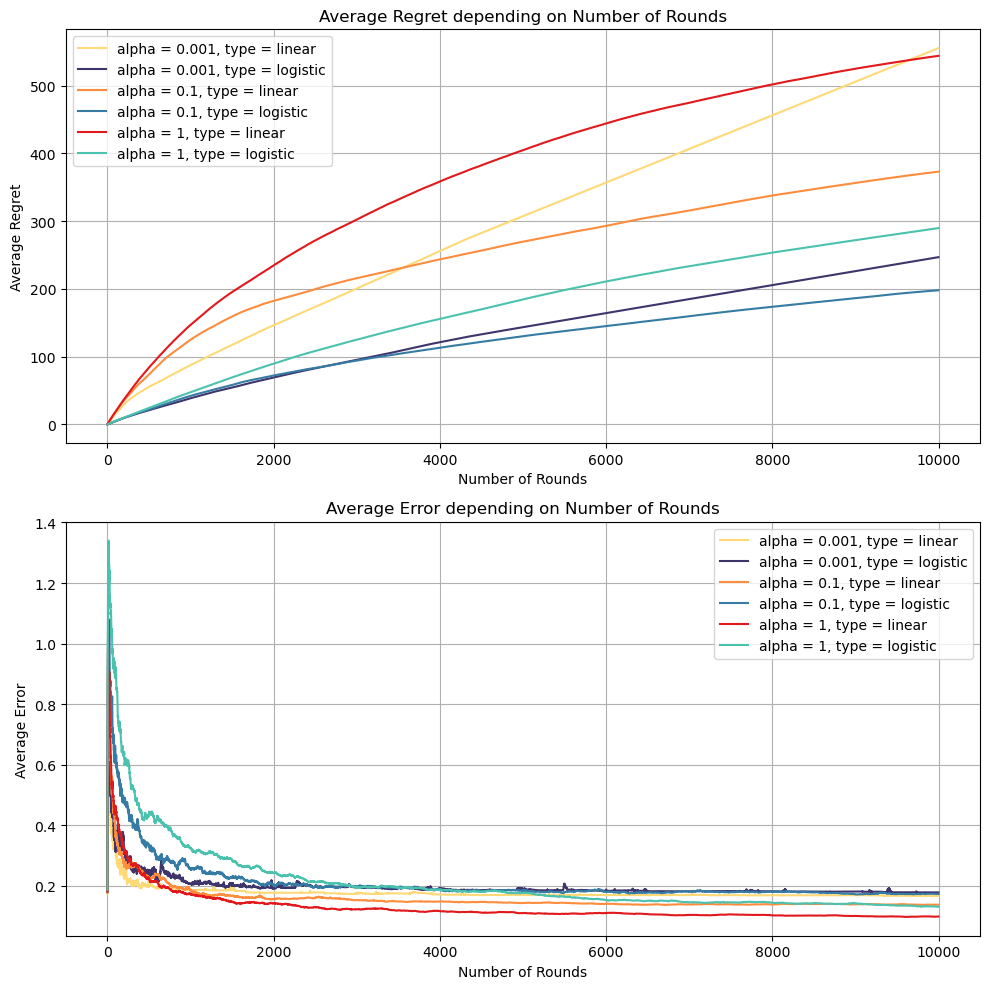 Average Regret depending on Number of Rounds
alpha = 0.001, type = linear
alpha = 0.001, type = logistic
alpha = 0.1, type = linear
alpha = 0.1, type = logistic
alpha = 1, type = linear
alpha = 1, type = logistic
500
400
300
200
100
0
Average Regret
0 2000 4000 6000 8000 10000
Number of Rounds
Average Error depending on Number of Rounds
alpha = 0.001, type = linear
alpha = 0.001, type = logistic
alpha = 0.1, type = linear
alpha = 0.1, type = logistic
alpha = 1, type = linear
alpha = 1, type = logistic
1.4
1.2
1.0
0.8
0.6
0.4
0.2
Average Error
0 2000 4000 6000 8000 10000
Number of Rounds